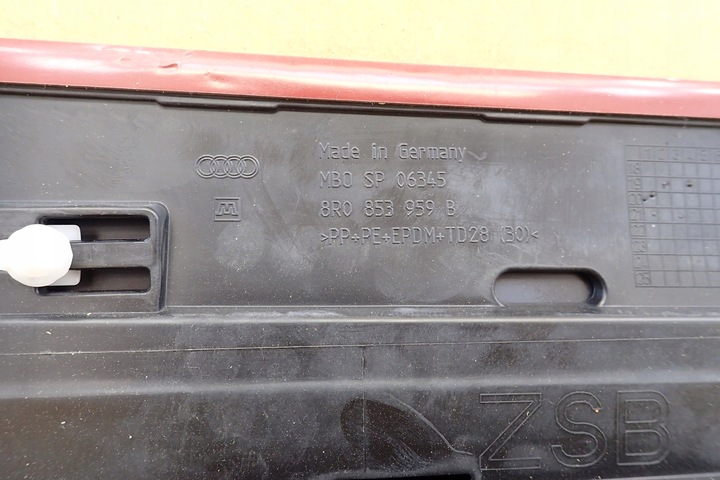 Made in Germany
MBO SP 06345
8R0 853 959 B
>PP+PE+EPDM+TD28 (30)<
M
ZSB